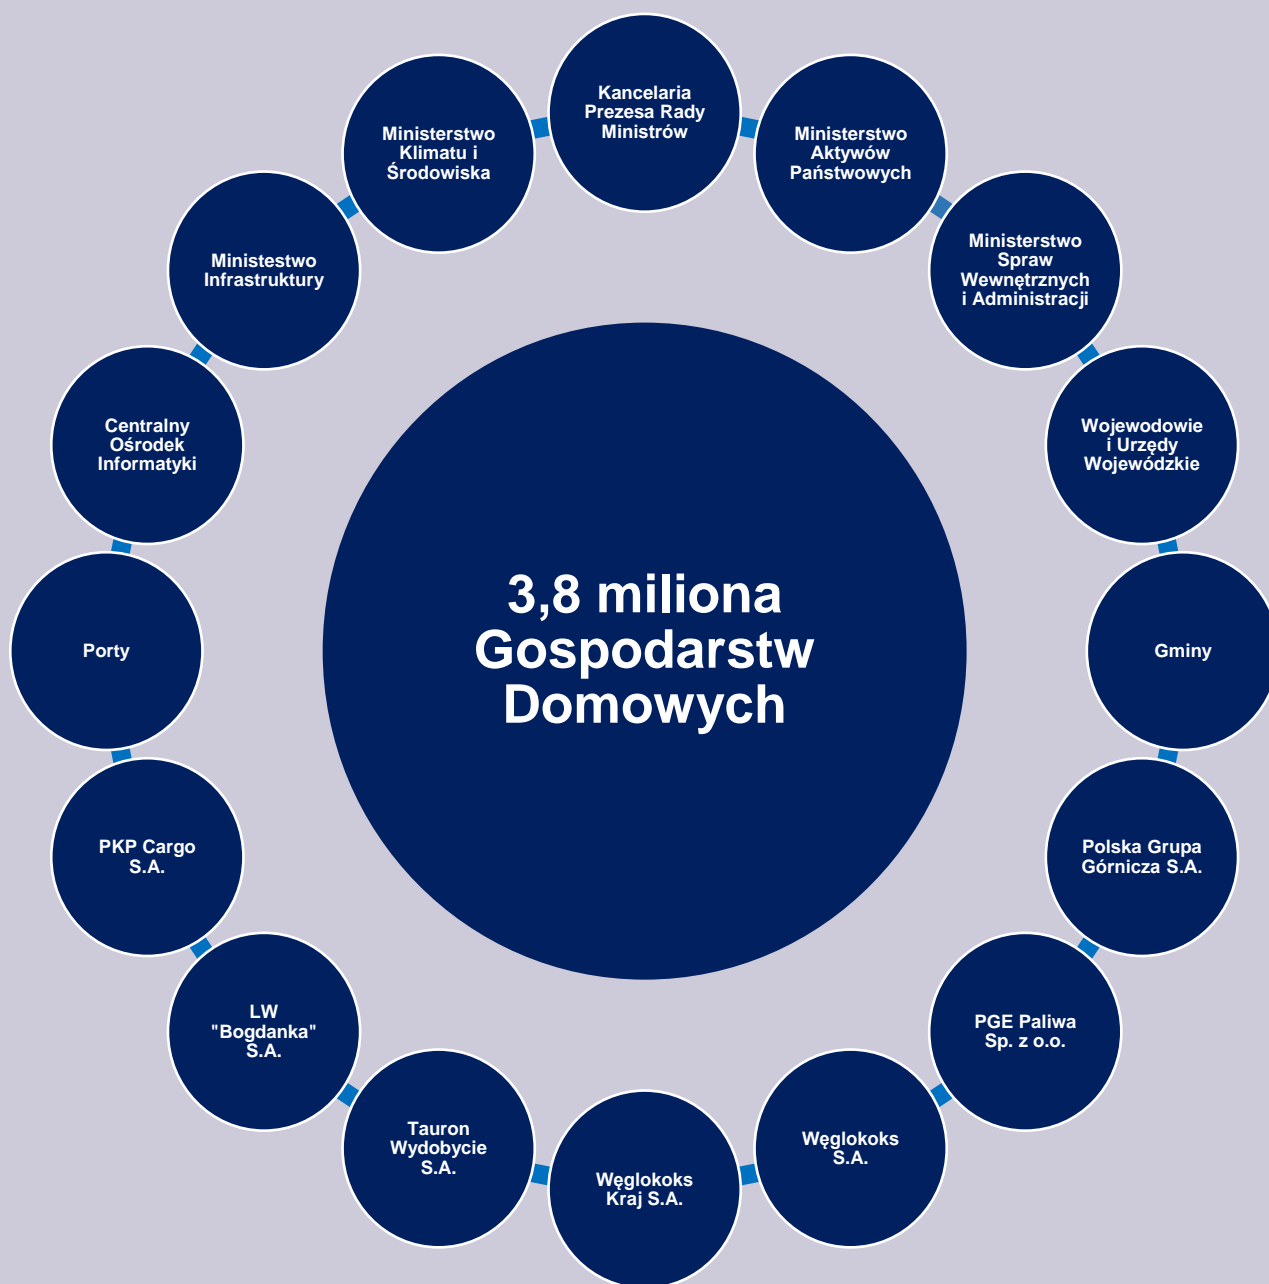 Kancelaria
Prezesa Rady
Ministrów
Ministerstwo
Aktywów
Państwowych
Ministerstwo
Spraw
Wewnętrznych
i Administracji
Wojewodowie
i Urzędy
Wojewódzkie
Gminy
Polska Grupa
Górnicza S.A.
PGE Paliwa
Sp. z o.o.
Węglokoks
S.A.
Węglokoks
Kraj S.A.
Tauron
Wydobycie
S.A.
LW
"Bogdanka"
S.A.
PKP Cargo
S.A.
Porty
Centralny
Ośrodek
Informatyki
Ministestwo
Infrastruktury
Ministerstwo
Klimatu i
Środowiska
3,8 miliona
Gospodarstw
Domowych